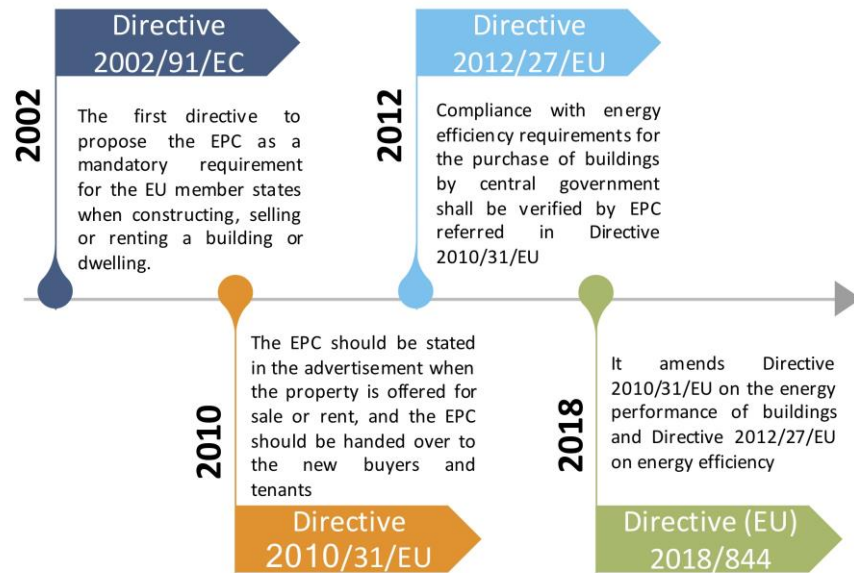 Directive
2002/91/EC
2002
The first directive to
propose the EPC as a
mandatory requirement
for the EU member states
when constructing, selling
or renting a building or
dwelling.
Directive
2012/27/EU
2012
Compliance with energy
efficiency requirements for
the purchase of buildings
by central government
shall be verified by EPC
referred in Directive
2010/31/EU
2010
The EPC should be stated
in the advertisement when
the property is offered for
sale or rent, and the EPC
should be handed over to
the new buyers and
tenants
Directive
2010/31/EU
2018
It amends Directive
2010/31/EU on the energy
performance of buildings
and Directive 2012/27/EU
on energy efficiency
Directive (EU)
2018/844